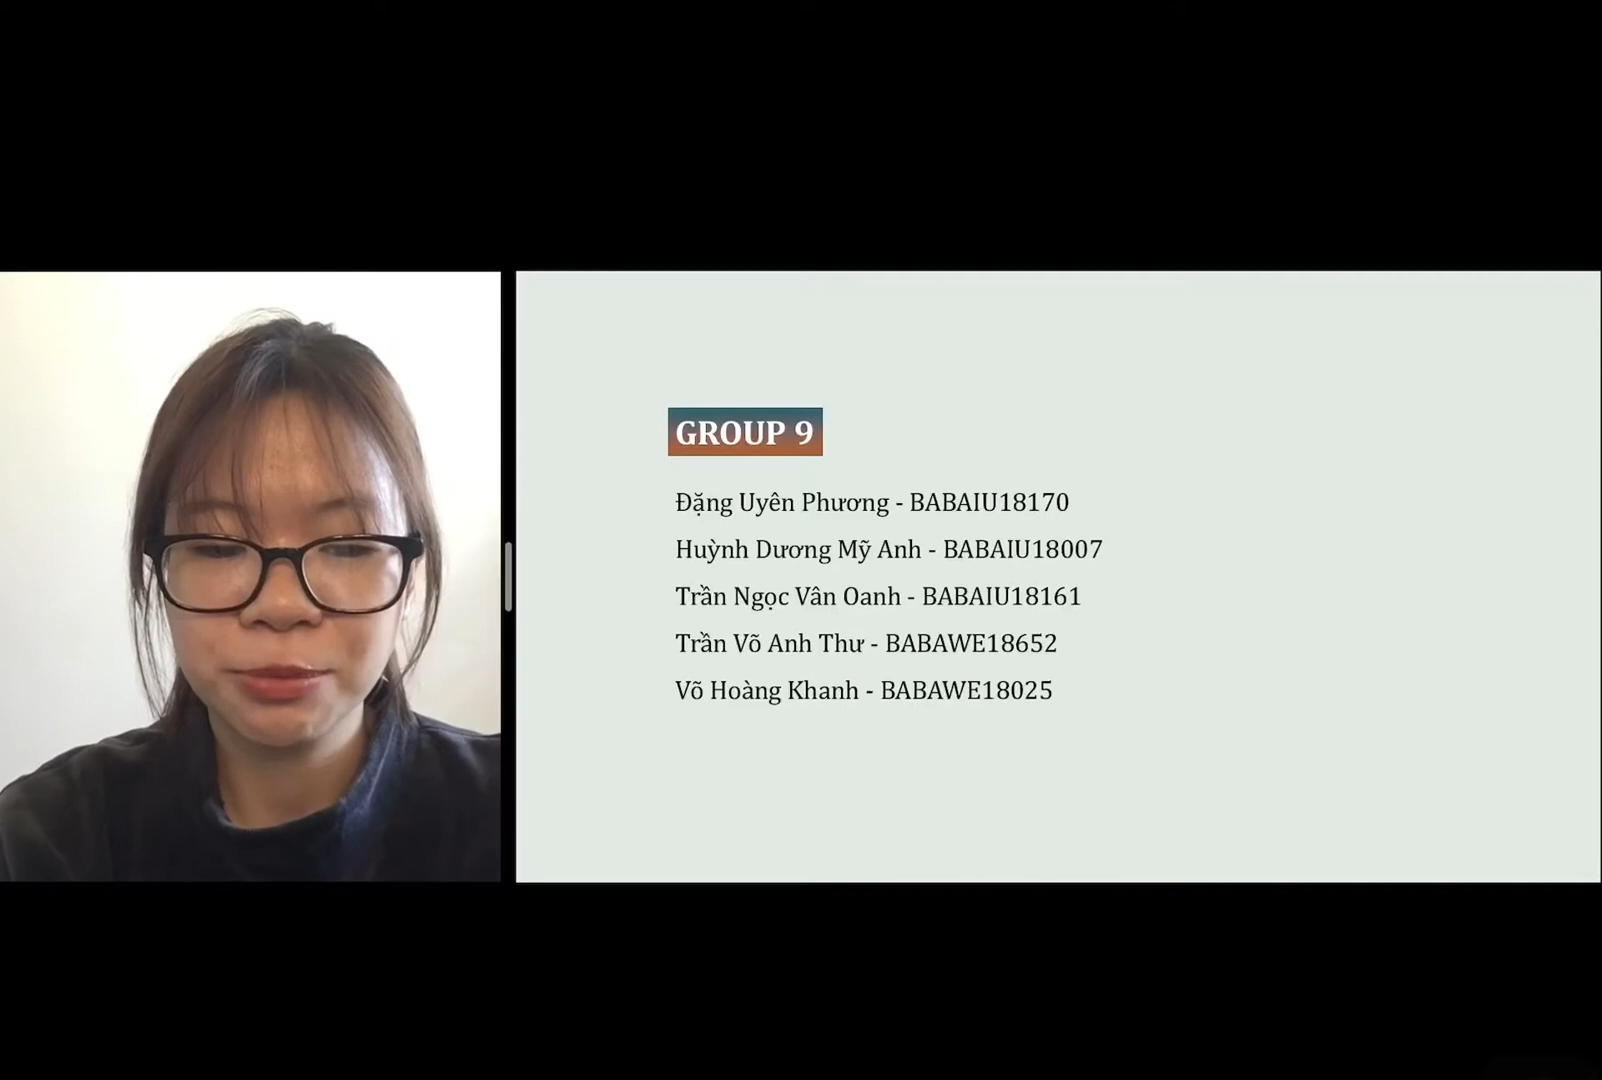 GROUP 9
Đặng Uyên Phương - BABAIU18170
Huỳnh Dương Mỹ Anh - BABAIU18007
Trần Ngọc Vân Oanh - BABAIU18161
Trần Võ Anh Thư - BABAWE18652
Võ Hoàng Khanh - BABAWE18025